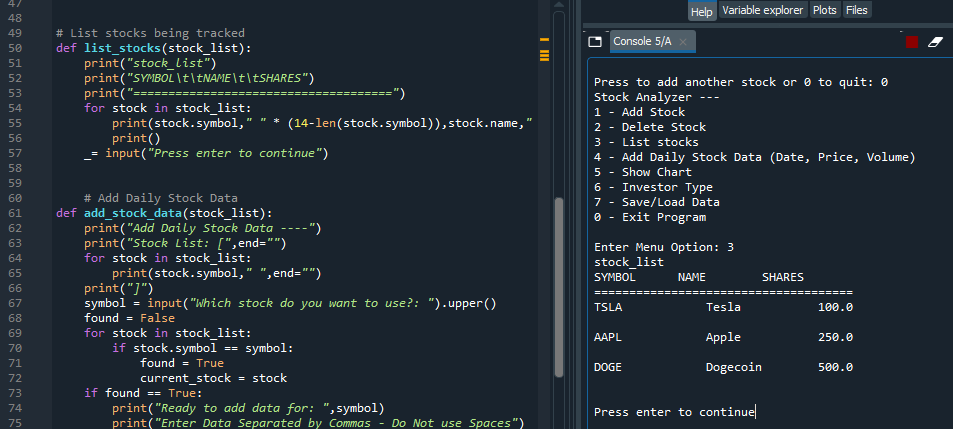 47
48
49 # List stocks being tracked
50 def list_stocks(stock_list):
51 print("stock_list")
52 print("SYMBOL\t\tNAME\t\tSHARES")
53 print("=====================================")
54 for stock in stock_list:
55 print(stock.symbol," " * (14-len(stock.symbol)),stock.name,"
56 print()
57 _= input("Press enter to continue")
58
59
60 # Add Daily Stock Data
61 def add_stock_data(stock_list):
62 print("Add Daily Stock Data ----")
63 print("Stock List: [",end="")
64 for stock in stock_list:
65 print(stock.symbol," ",end="")
66 print("]")
67 symbol = input("Which stock do you want to use?: ").upper()
68 found = False
69 for stock in stock_list:
70 if stock.symbol == symbol:
71 found = True
72 current_stock = stock
73 if found == True:
74 print("Ready to add data for: ",symbol)
75 print("Enter Data Separated by Commas - Do Not use Spaces")
Help Variable explorer Plots Files
Console 5/A
Press to add another stock or 0 to quit: 0
Stock Analyzer ---
1 - Add Stock
2 - Delete Stock
3 - List stocks
4 - Add Daily Stock Data (Date, Price, Volume)
5 - Show Chart
6 - Investor Type
7 - Save/Load Data
0 - Exit Program
Enter Menu Option: 3
stock_list
SYMBOL NAME SHARES
=====================================
TSLA Tesla 100.0
AAPL Apple 250.0
DOGE Dogecoin 500.0
Press enter to continue